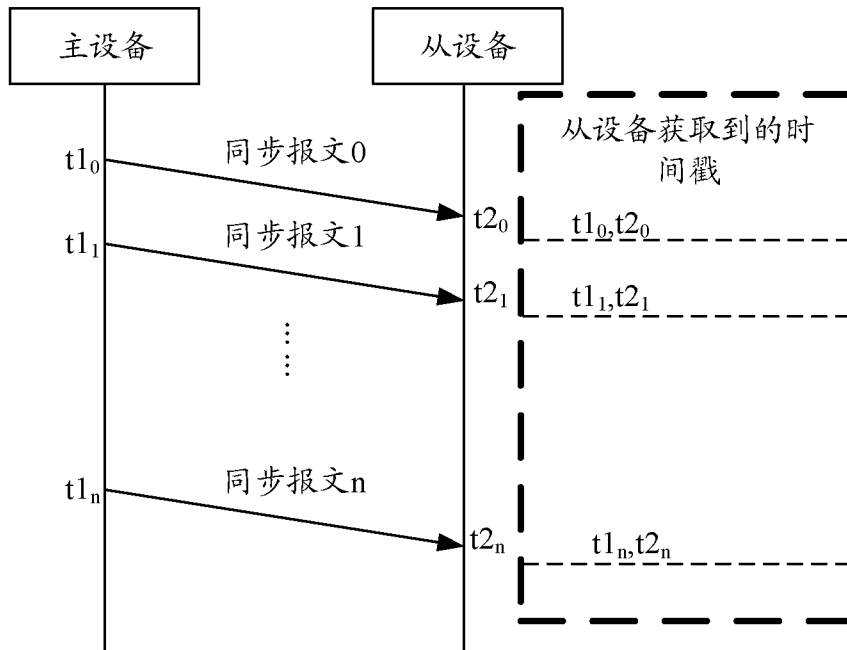 主设备
从设备
从设备获取到的时
间戳
t1₀
同步报文0
t2₀
t1₀,t2₀
t1₁
同步报文1
t2₁
t1₁,t2₁
......
t1ₙ
同步报文n
t2ₙ
t1ₙ,t2ₙ